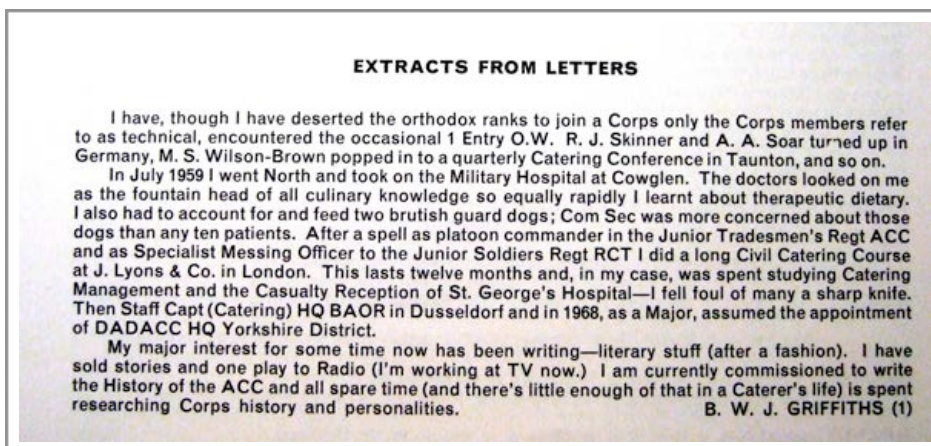 EXTRACTS FROM LETTERS
I have, though I have deserted the orthodox ranks to join a Corps only the Corps members refer
to as technical, encountered the occasional 1 Entry O.W. R. J. Skinner and A. A. Soar turned up in
Germany, M. S. Wilson-Brown popped in to a quarterly Catering Conference in Taunton, and so on.
In July 1959 I went North and took on the Military Hospital at Cowglen. The doctors looked on me
as the fountain head of all culinary knowledge so equally rapidly I learnt about therapeutic dietary.
I also had to account for and feed two brutish guard dogs; Com Sec was more concerned about those
dogs than any ten patients. After a spell as platoon commander in the Junior Tradesmen's Regt ACC
and as Specialist Messing Officer to the Junior Soldiers Regt RCT I did a long Civil Catering Course
at J. Lyons & Co. in London. This lasts twelve months and, in my case, was spent studying Catering
Management and the Casualty Reception of St. George's Hospital—I fell foul of many a sharp knife.
Then Staff Capt (Catering) HQ BAOR in Dusseldorf and in 1968, as a Major, assumed the appointment
of DADACC HQ Yorkshire District.
My major interest for some time now has been writing—literary stuff (after a fashion). I have
sold stories and one play to Radio (I'm working at TV now.) I am currently commissioned to write
the History of the ACC and all spare time (and there's little enough of that in a Caterer's life) is spent
researching Corps history and personalities. B. W. J. GRIFFITHS (1)